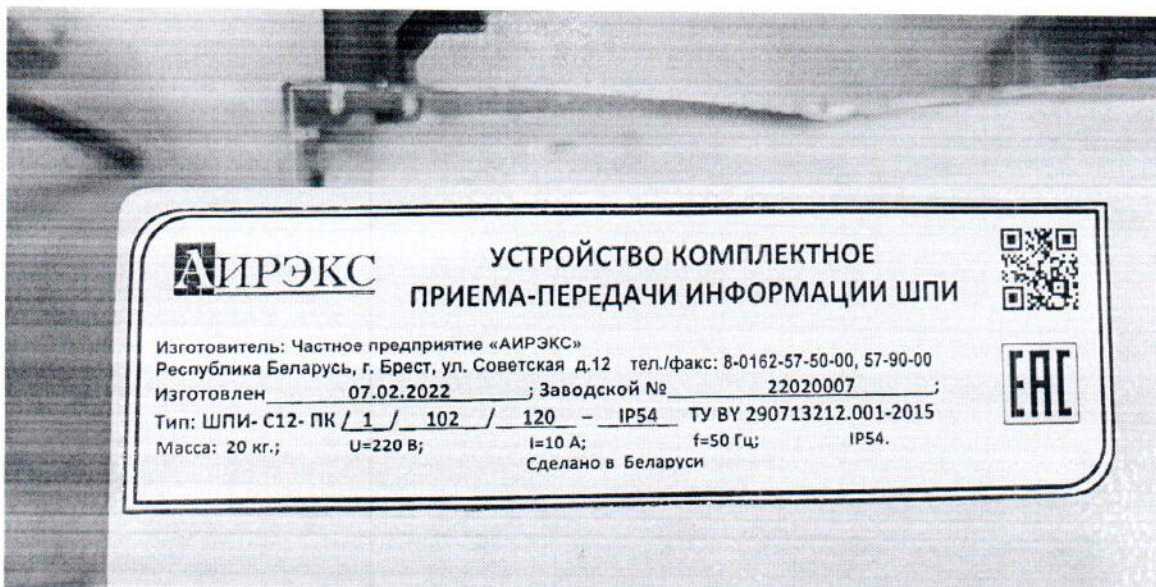 АИРЭКС
УСТРОЙСТВО КОМПЛЕКТНОЕ
ПРИЕМА-ПЕРЕДАЧИ ИНФОРМАЦИИ ШПИ
Изготовитель: Частное предприятие «АИРЭКС»
Республика Беларусь, г. Брест, ул. Советская д.12 тел./факс: 8-0162-57-50-00, 57-90-00
Изготовлен 07.02.2022 ; Заводской № 22020007 ;
Тип: ШПИ- С12- ПК / 1 / 102 / 120 – IP54 ТУ BY 290713212.001-2015
Масса: 20 кг.; U=220 В; I=10 А; f=50 Гц; IP54.
Сделано в Беларуси
ЕАС